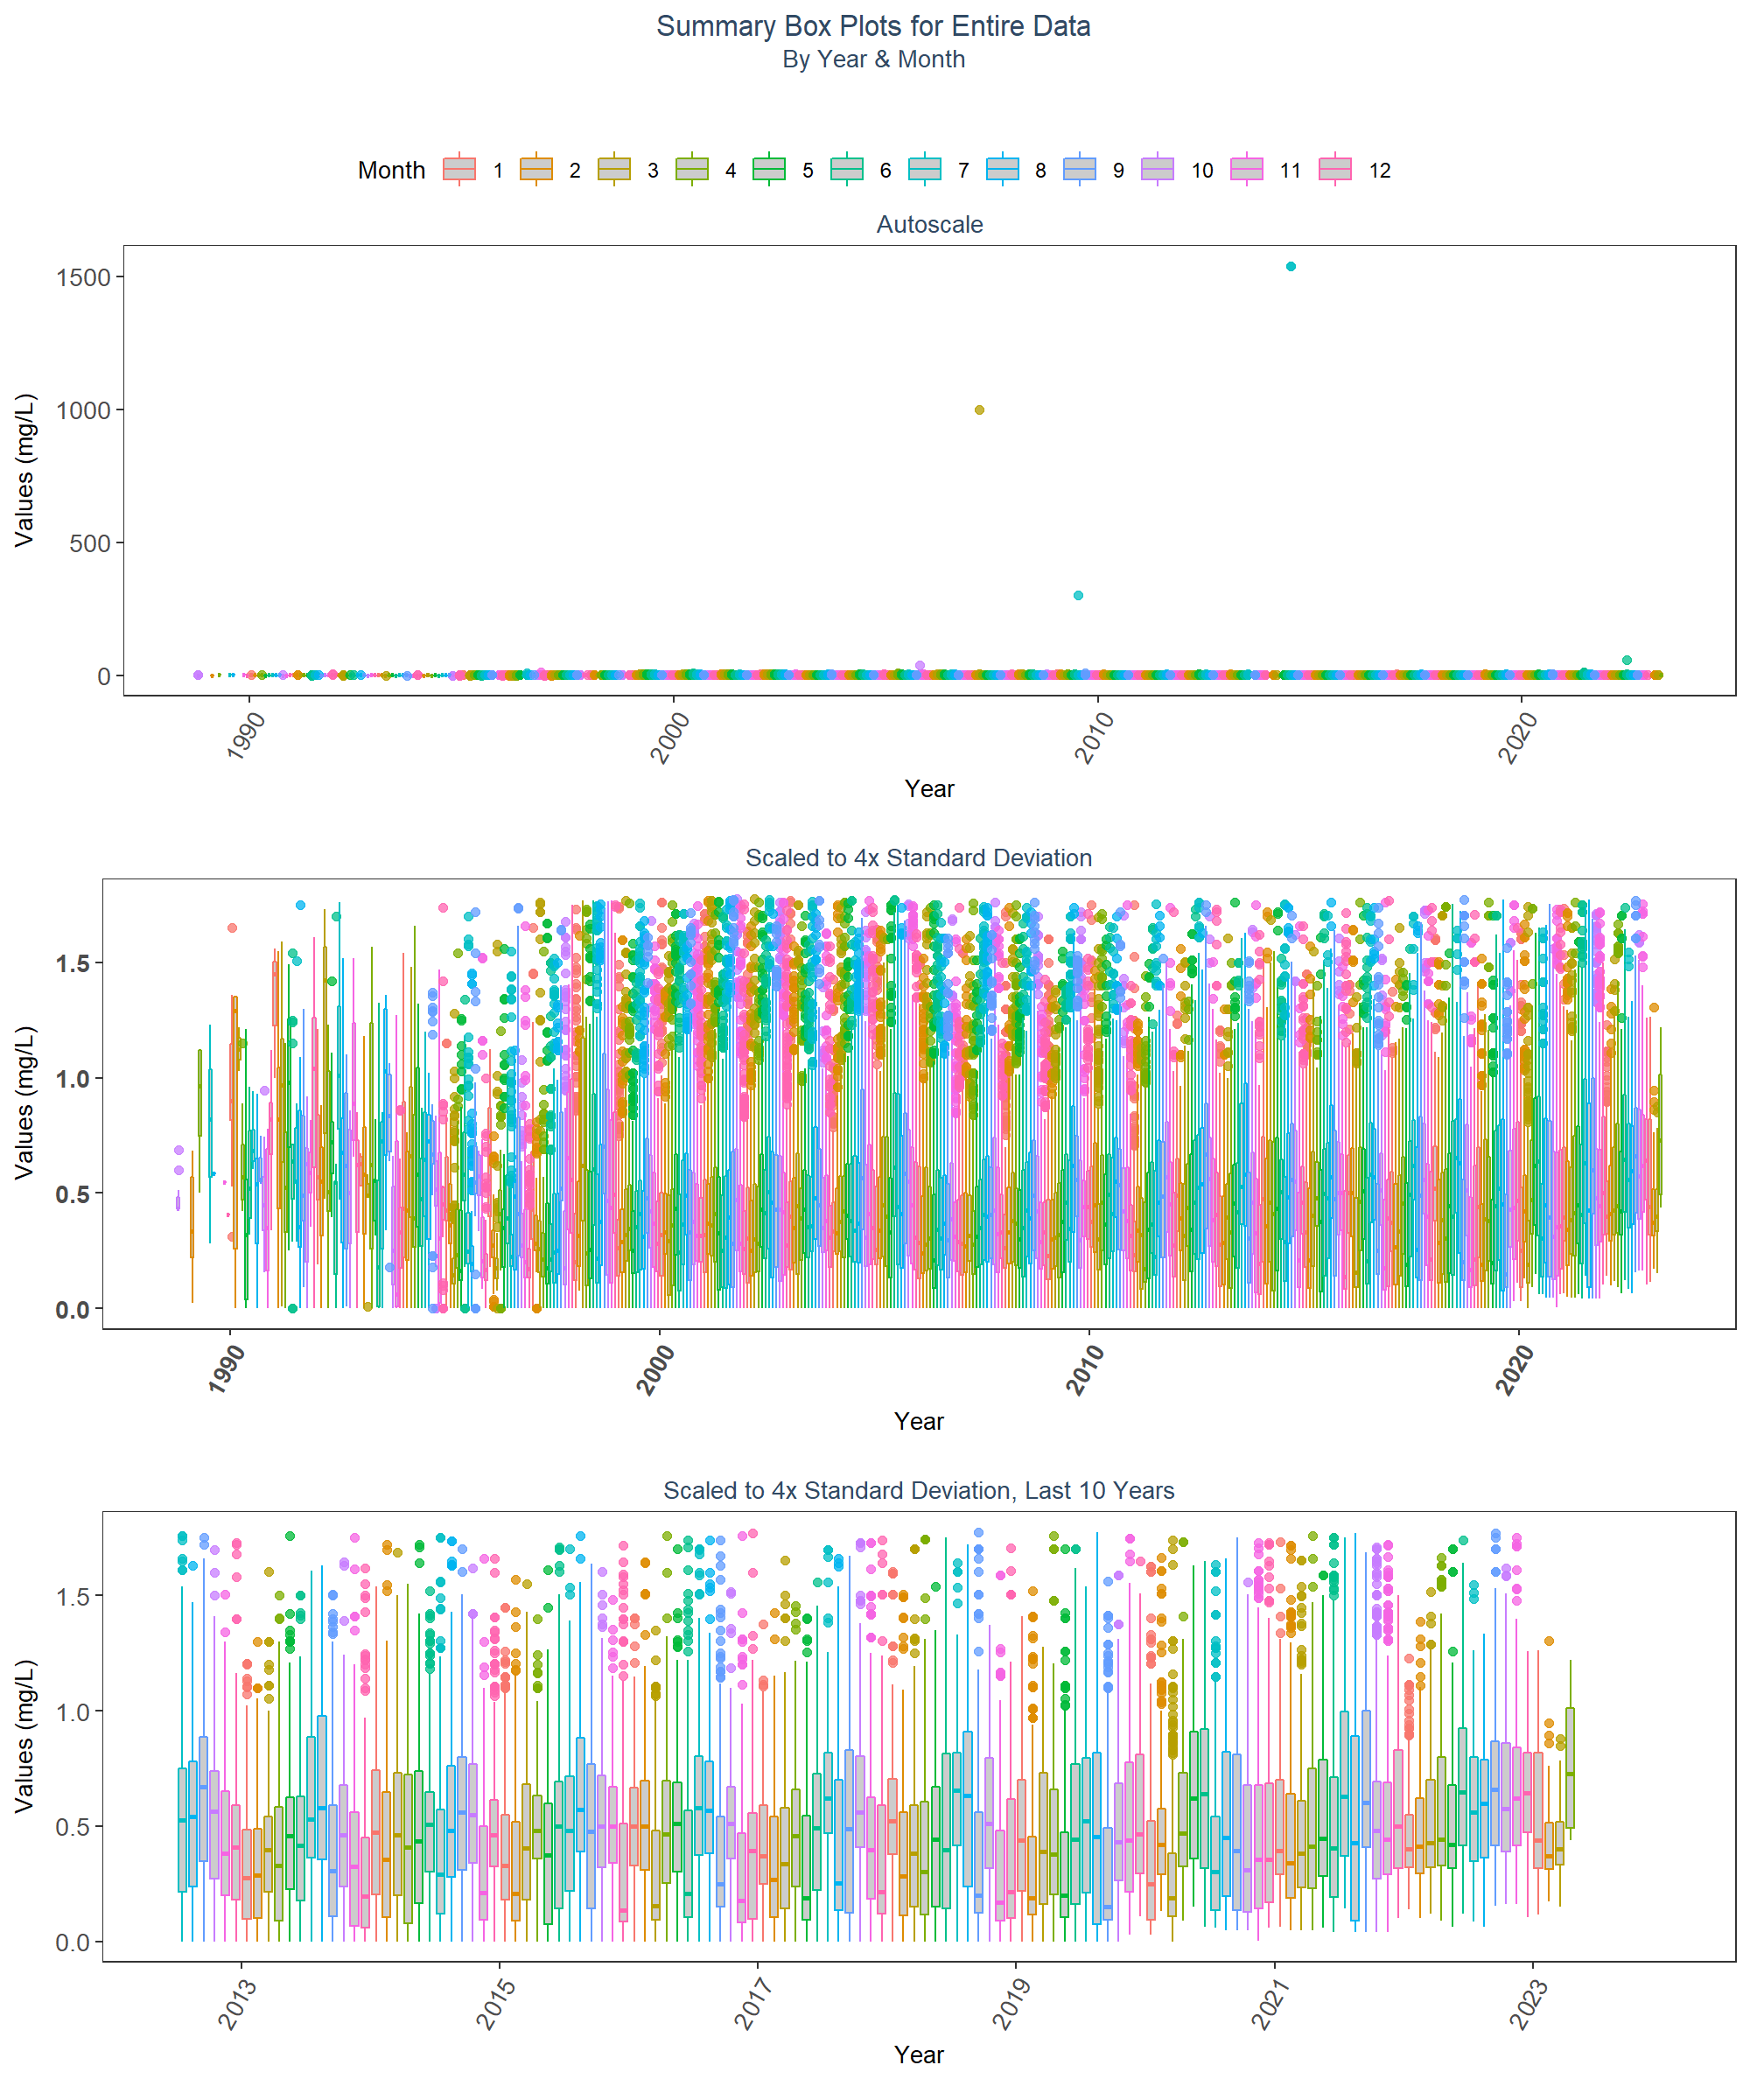 Summary Box Plots for Entire Data
By Year & Month
Month 1 2 3 4 5 6 7 8 9 10 11 12
Autoscale
Values (mg/L)
1500
1000
500
0
1990 2000 2010 2020
Year
Scaled to 4x Standard Deviation
Values (mg/L)
1.5
1.0
0.5
0.0
1990 2000 2010 2020
Year
Scaled to 4x Standard Deviation, Last 10 Years
Values (mg/L)
1.5
1.0
0.5
0.0
2013 2015 2017 2019 2021 2023
Year